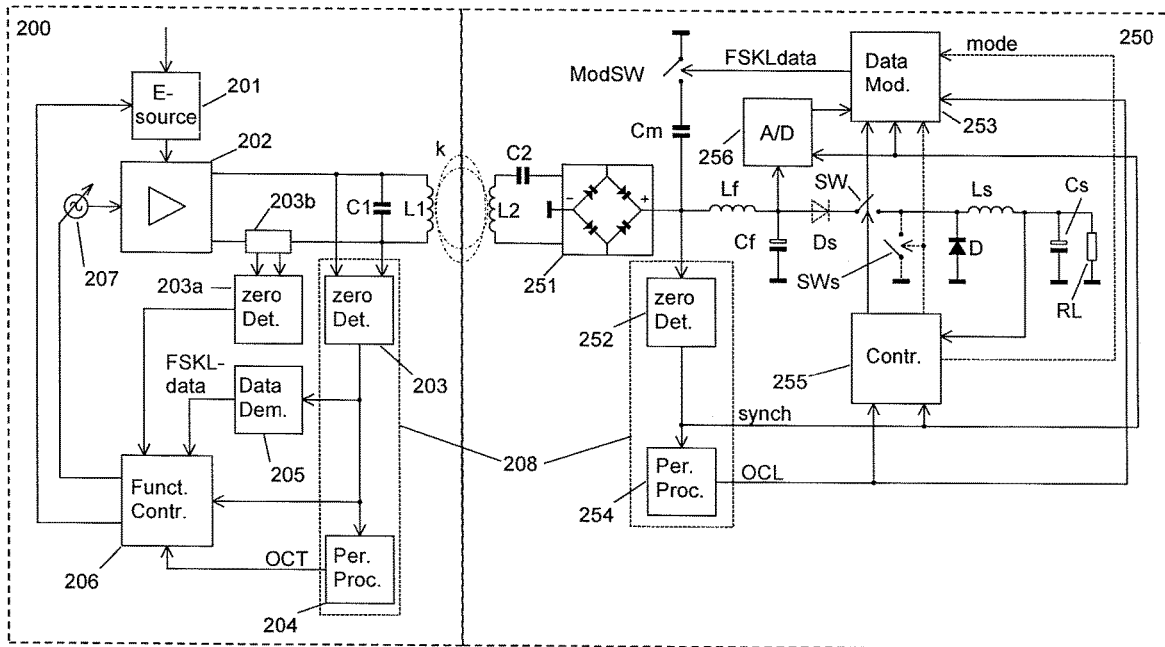 200
E-
source
201
202
203b
207
C1
L1
k
L2
C2
203a
zero
Det.
zero
Det.
203
FSKL-
data
Data
Dem.
205
Funct.
Contr.
206
OCT
Per.
Proc.
204
208
250
mode
FSKLdata
ModSW
Data
Mod.
253
A/D
256
Cm
251
−
+
Lf
Cf
Ds
SW
SWs
D
Ls
Cs
RL
zero
Det.
252
Contr.
255
synch
Per.
Proc.
254
OCL